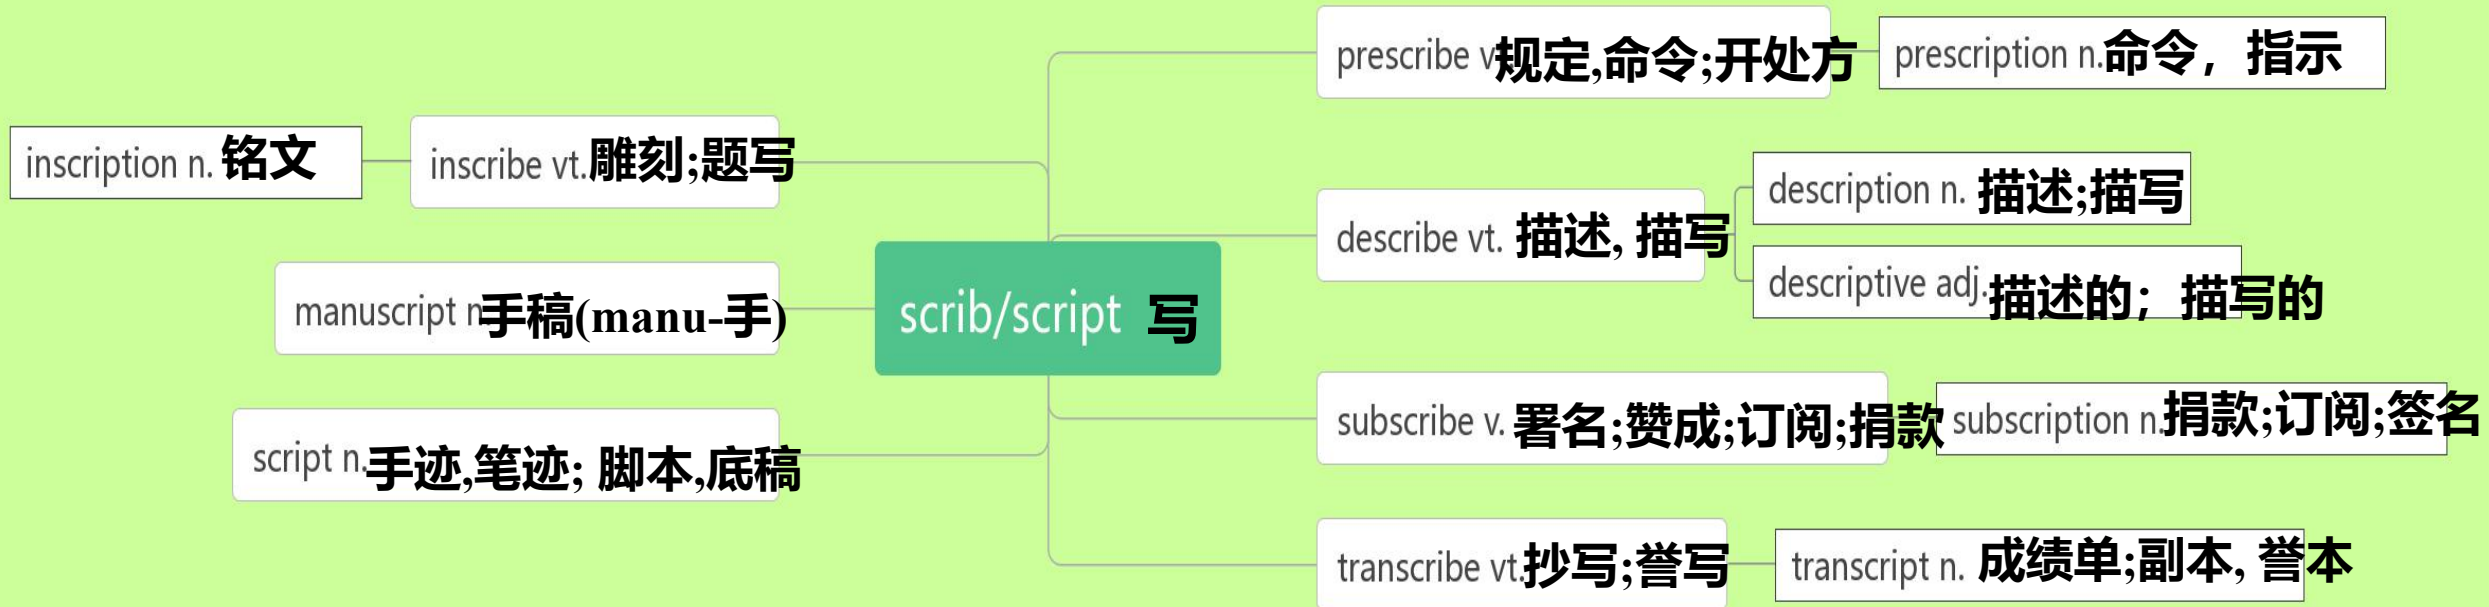 scrib/script 写
prescribe v规定,命令;开处方
prescription n.命令，指示
describe vt. 描述, 描写
description n. 描述;描写
descriptive adj.描述的；描写的
subscribe v. 署名;赞成;订阅;捐款
subscription n.捐款;订阅;签名
transcribe vt.抄写;誉写
transcript n. 成绩单;副本, 誉本
inscribe vt.雕刻;题写
inscription n. 铭文
manuscript n手稿(manu-手)
script n.手迹,笔迹; 脚本,底稿